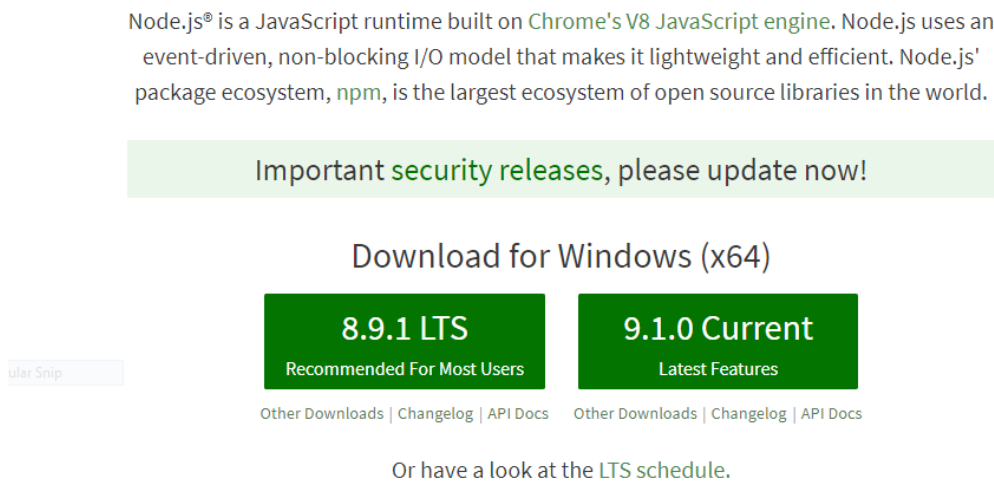 Node.js® is a JavaScript runtime built on Chrome's V8 JavaScript engine. Node.js uses an
event-driven, non-blocking I/O model that makes it lightweight and efficient. Node.js'
package ecosystem, npm, is the largest ecosystem of open source libraries in the world.
Important security releases, please update now!
Download for Windows (x64)
8.9.1 LTS
Recommended For Most Users
9.1.0 Current
Latest Features
Other Downloads | Changelog | API Docs
Other Downloads | Changelog | API Docs
ular Snip
Or have a look at the LTS schedule.